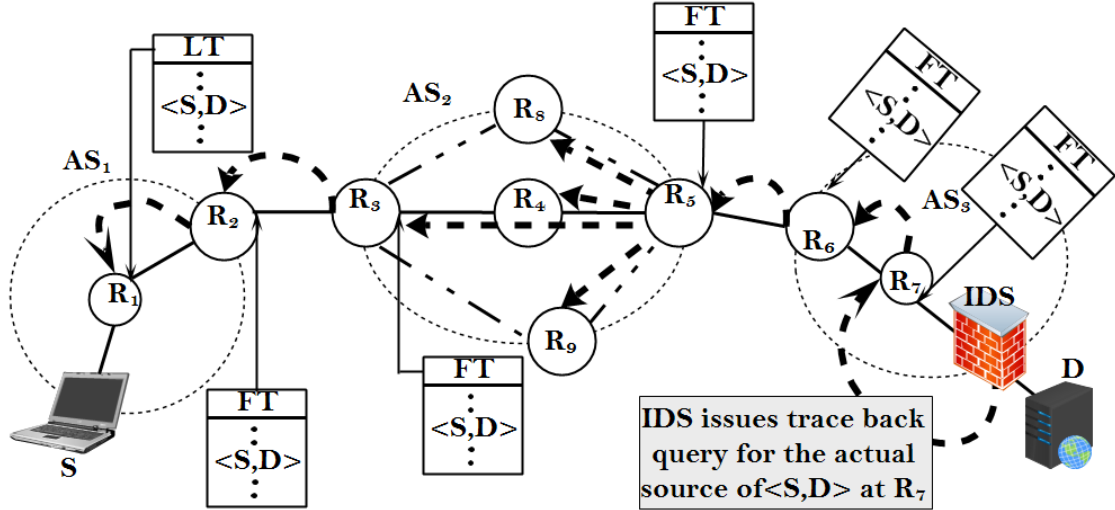 LT
<S,D>
FT
<S,D>
FT
<S,D>
FT
<S,D>
AS₁
AS₂
AS₃
R₈
R₂
R₃
R₄
R₅
R₆
R₁
R₇
R₉
IDS
S
D
FT
<S,D>
FT
<S,D>
IDS issues trace back
query for the actual
source of<S,D> at R₇